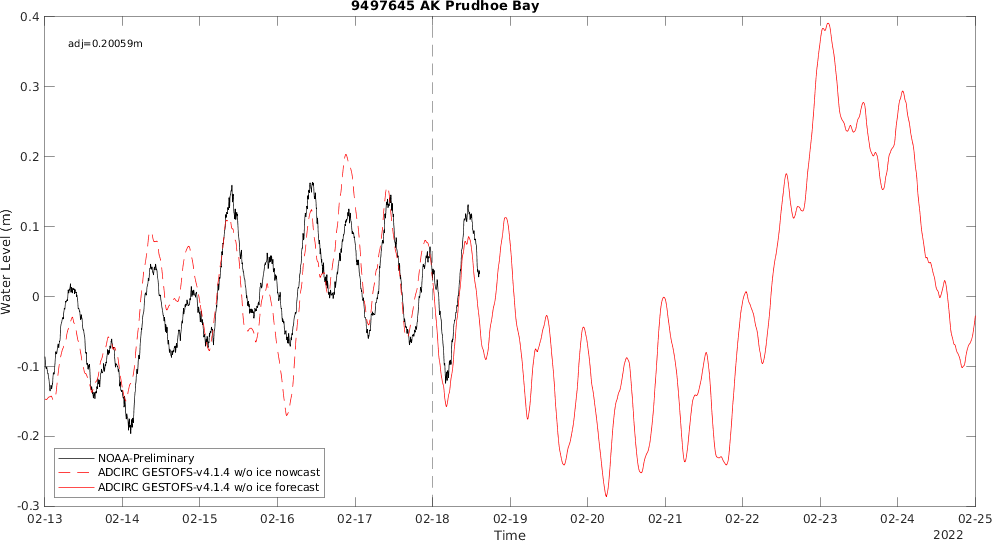 9497645 AK Prudhoe Bay
adj=0.20059m
Water Level (m)
0.4
0.3
0.2
0.1
0
-0.1
-0.2
-0.3
NOAA-Preliminary
ADCIRC GESTOFS-v4.1.4 w/o ice nowcast
ADCIRC GESTOFS-v4.1.4 w/o ice forecast
02-13 02-14 02-15 02-16 02-17 02-18 02-19 02-20 02-21 02-22 02-23 02-24 02-25
Time
2022